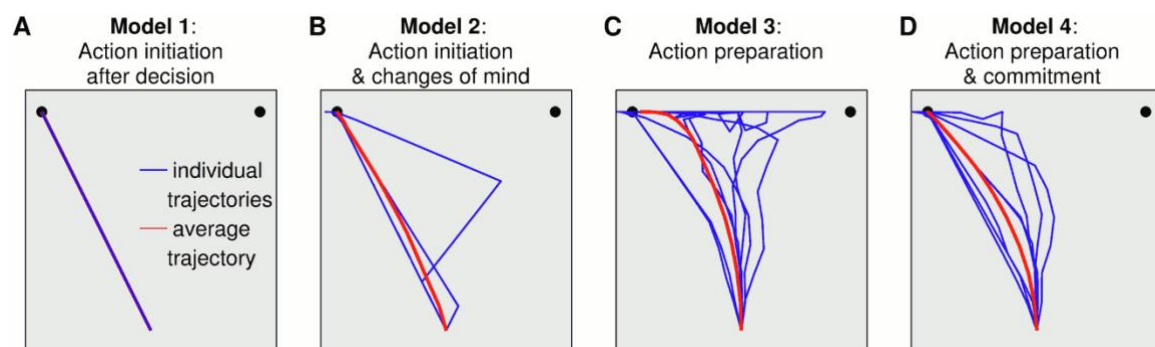 A
Model 1:
Action initiation
after decision
individual
trajectories
average
trajectory
B
Model 2:
Action initiation
& changes of mind
C
Model 3:
Action preparation
D
Model 4:
Action preparation
& commitment